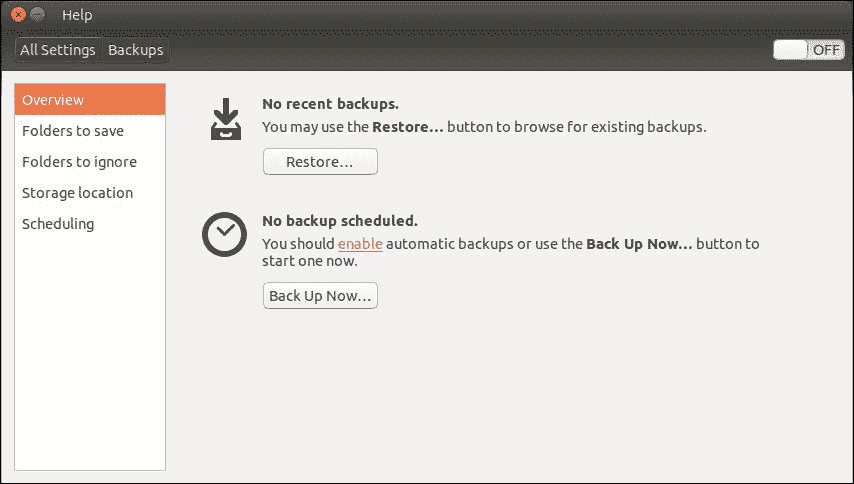 Help
All Settings Backups OFF
Overview
Folders to save
Folders to ignore
Storage location
Scheduling
No recent backups.
You may use the Restore... button to browse for existing backups.
Restore...
No backup scheduled.
You should enable automatic backups or use the Back Up Now... button to
start one now.
Back Up Now...